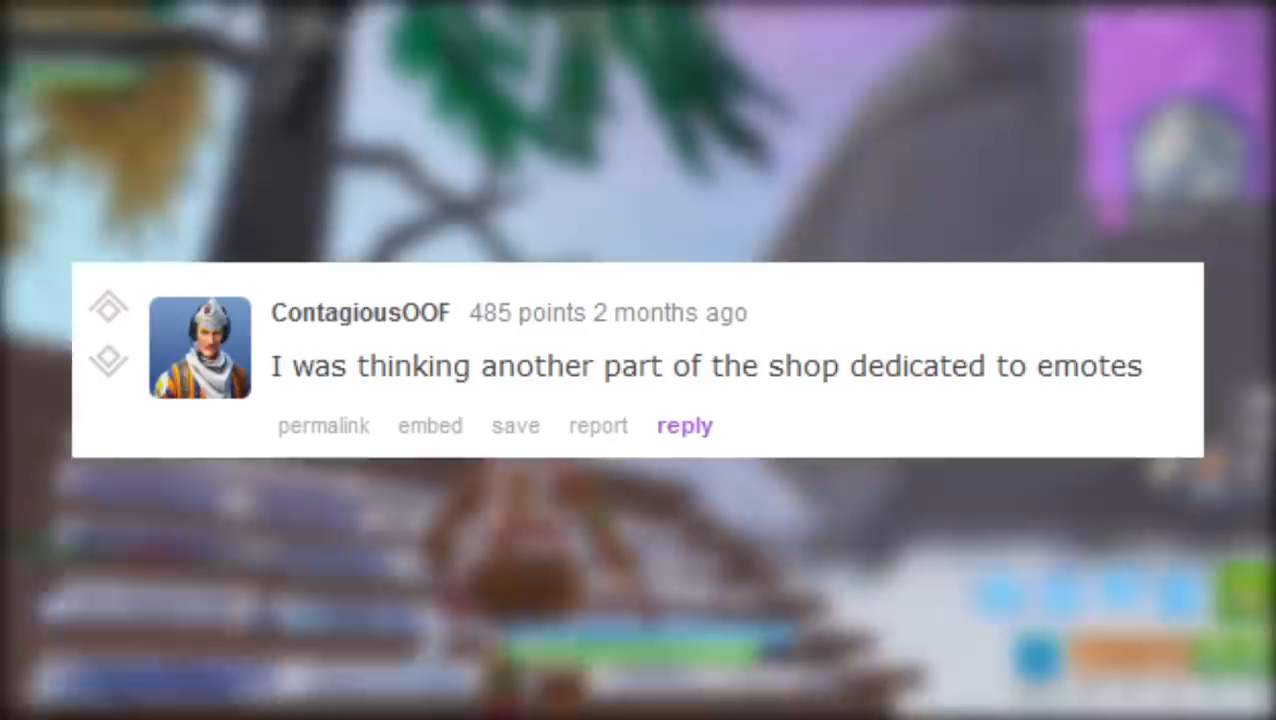 ContagiousOOF 485 points 2 months ago
I was thinking another part of the shop dedicated to emotes
permalink embed save report reply